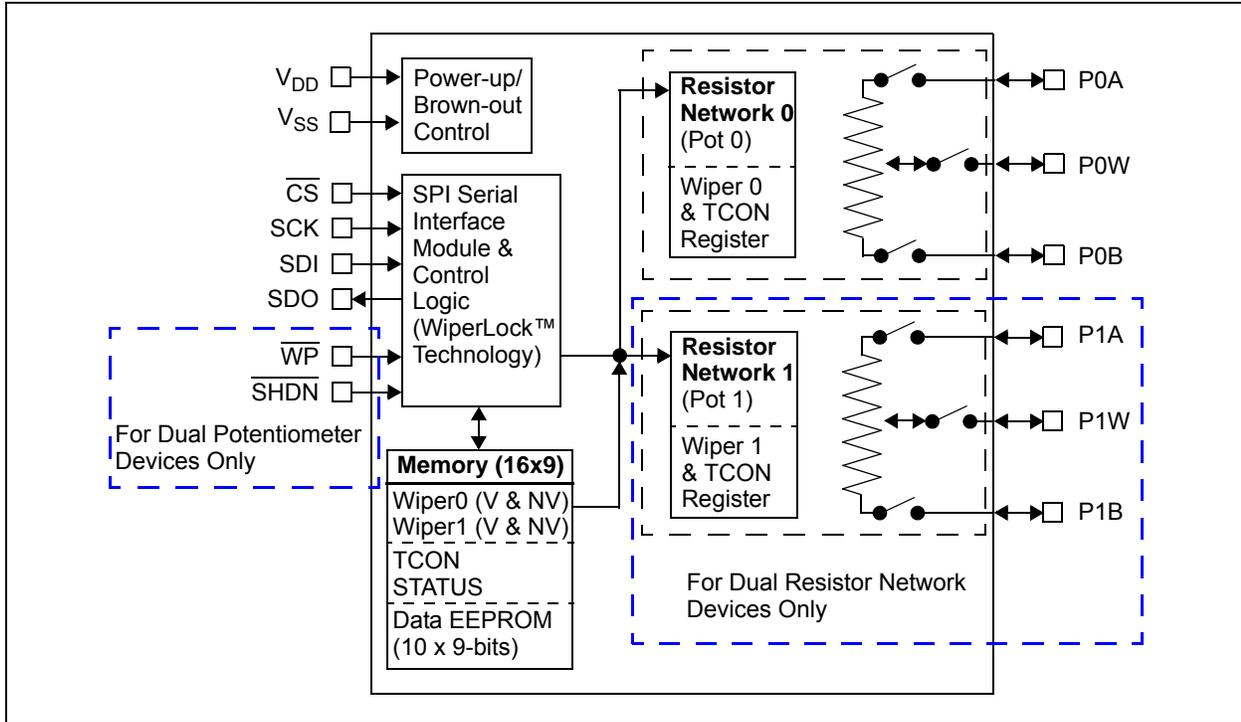 VDD
VSS
CS
SCK
SDI
SDO
WP
SHDN
For Dual Potentiometer
Devices Only
Power-up/
Brown-out
Control
SPI Serial
Interface
Module &
Control
Logic
(WiperLock™
Technology)
Memory (16x9)
Wiper0 (V & NV)
Wiper1 (V & NV)
TCON
STATUS
Data EEPROM
(10 x 9-bits)
Resistor
Network 0
(Pot 0)
Wiper 0
& TCON
Register
P0A
P0W
P0B
Resistor
Network 1
(Pot 1)
Wiper 1
& TCON
Register
P1A
P1W
P1B
For Dual Resistor Network
Devices Only